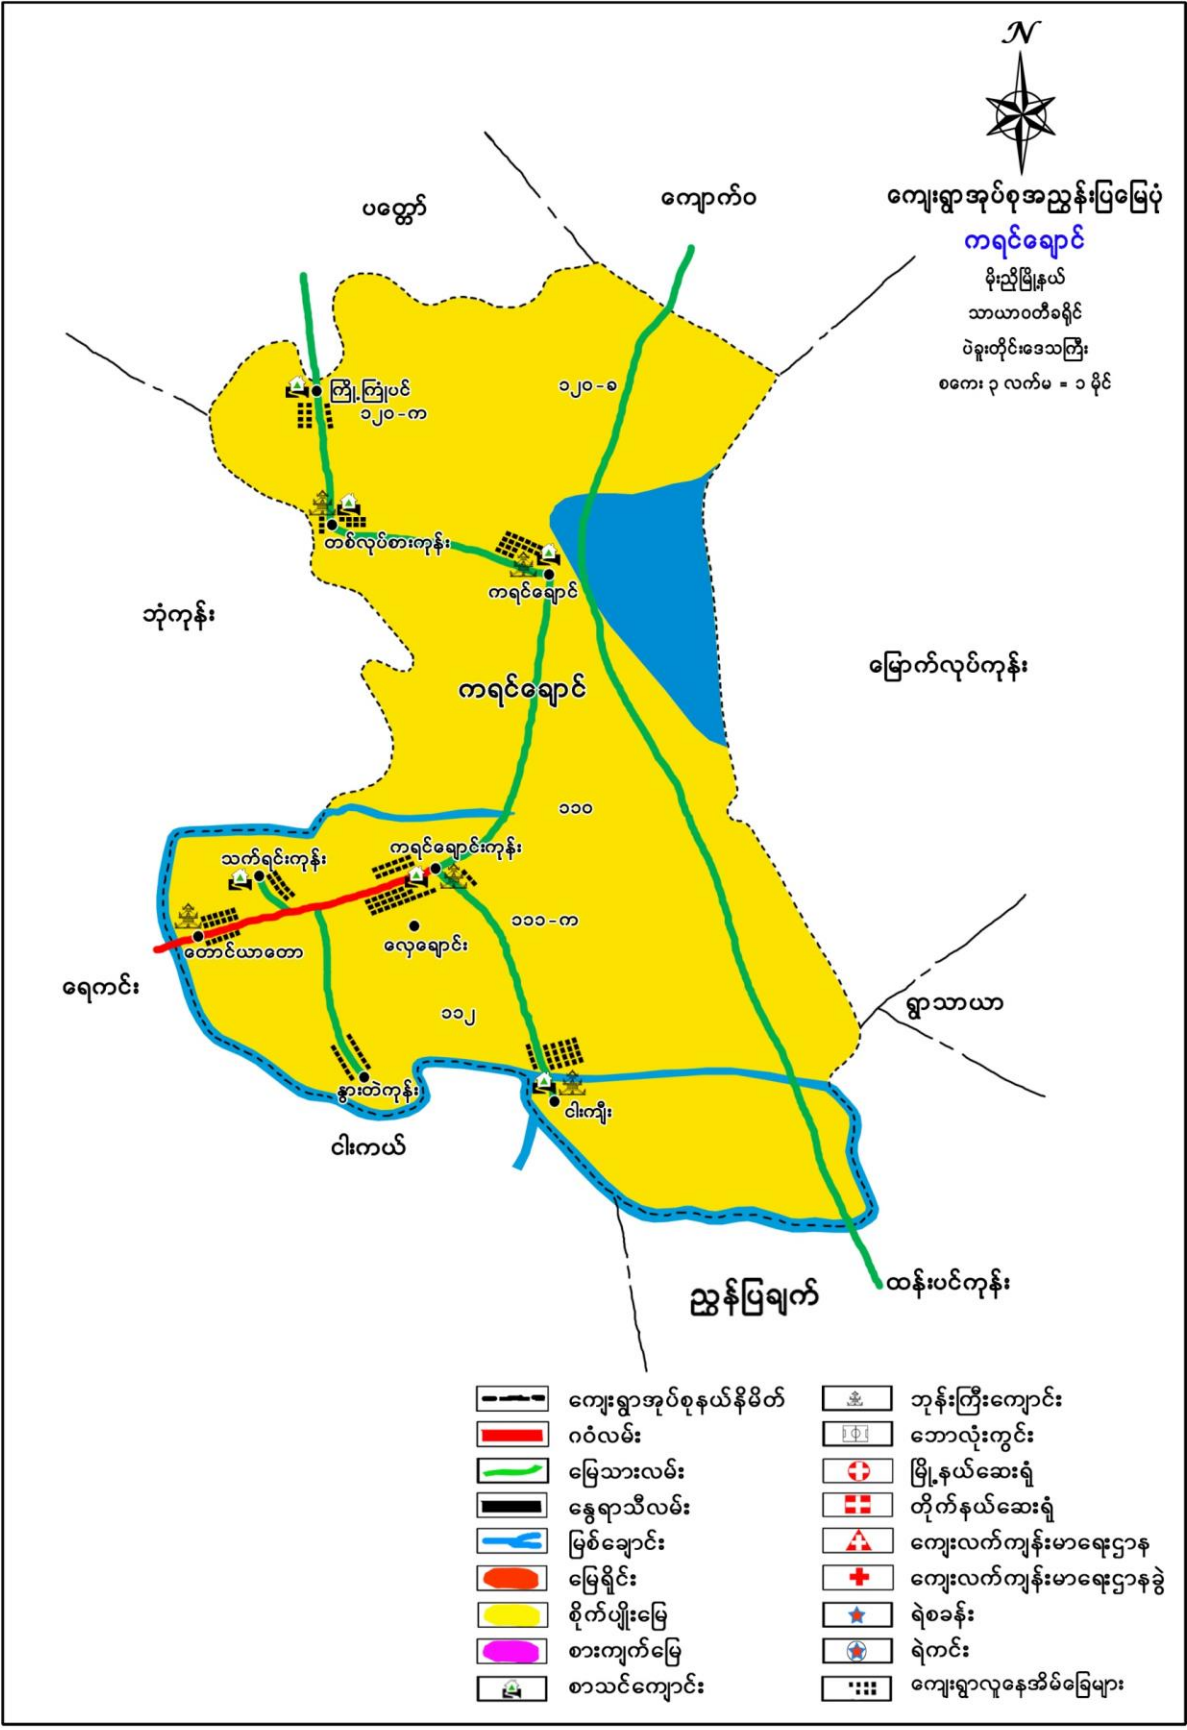 N
ကျေးရွာအုပ်စုအညွှန်းပြမြေပုံ
ကရင်ချောင်
မိုးညိုမြို့နယ်
သာယာဝတီခရိုင်
ပဲခူးတိုင်းဒေသကြီး
စကေး ၃ လက်မ = ၁ မိုင်
ပတ္တော်
ကျောက်ဝ
ကြို့ကြုံပင်
၁၂၀-က
၁၂၀-ခ
တစ်လုပ်စားကုန်း
ကရင်ချောင်
ဘုံကုန်း
မြောက်လုပ်ကုန်း
ကရင်ချောင်
၁၁၀
သက်ရင်းကုန်း
ကရင်ချောင်းကုန်း
၁၁၁-က
တောင်ယာတော
လှေချောင်း
ရေကင်း
ရွာသာယာ
၁၁၂
နွားတဲကုန်း
ငါးကျီး
ငါးကယ်
ထန်းပင်ကုန်း
ညွှန်ပြချက်
ကျေးရွာအုပ်စုနယ်နိမိတ်
ဂဝံလမ်း
မြေသားလမ်း
နွေရာသီလမ်း
မြစ်ချောင်း
မြေရိုင်း
စိုက်ပျိုးမြေ
စားကျက်မြေ
စာသင်ကျောင်း
ဘုန်းကြီးကျောင်း
ဘောလုံးကွင်း
မြို့နယ်ဆေးရုံ
တိုက်နယ်ဆေးရုံ
ကျေးလက်ကျန်းမာရေးဌာန
ကျေးလက်ကျန်းမာရေးဌာနခွဲ
ရဲစခန်း
ရဲကင်း
ကျေးရွာလူနေအိမ်ခြေများ